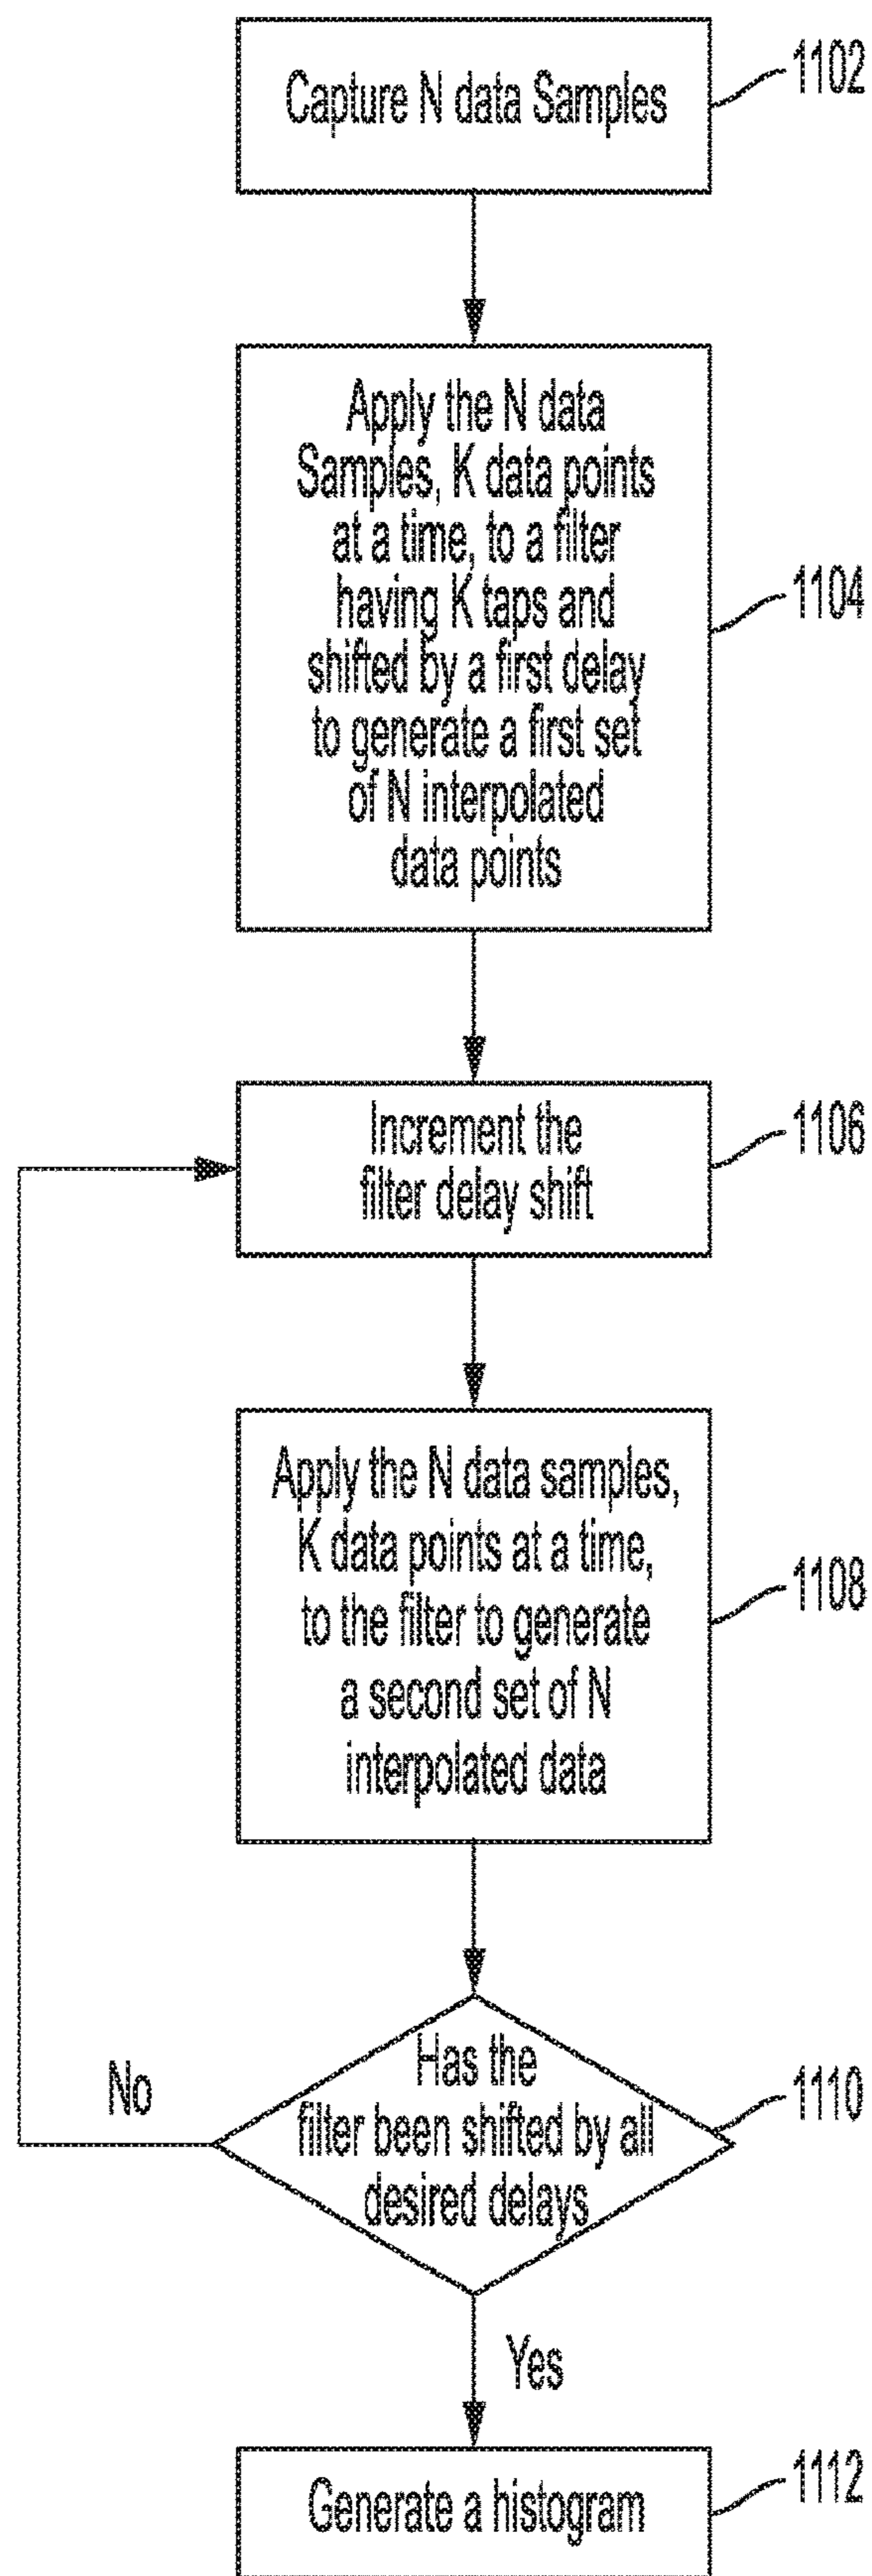 Capture N data Samples
1102
Apply the N data
Samples, K data points
at a time, to a filter
having K taps and
shifted by a first delay
to generate a first set
of N interpolated
data points
1104
Increment the
filter delay shift
1106
Apply the N data samples,
K data points at a time,
to the filter to generate
a second set of N
interpolated data
1108
Has the
filter been shifted by all
desired delays
1110
No
Yes
Generate a histogram
1112